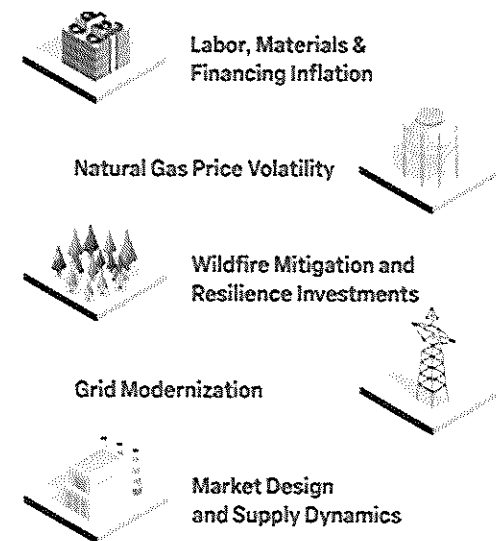 Labor, Materials &
Financing Inflation
Natural Gas Price Volatility
Wildfire Mitigation and
Resilience Investments
Grid Modernization
Market Design
and Supply Dynamics